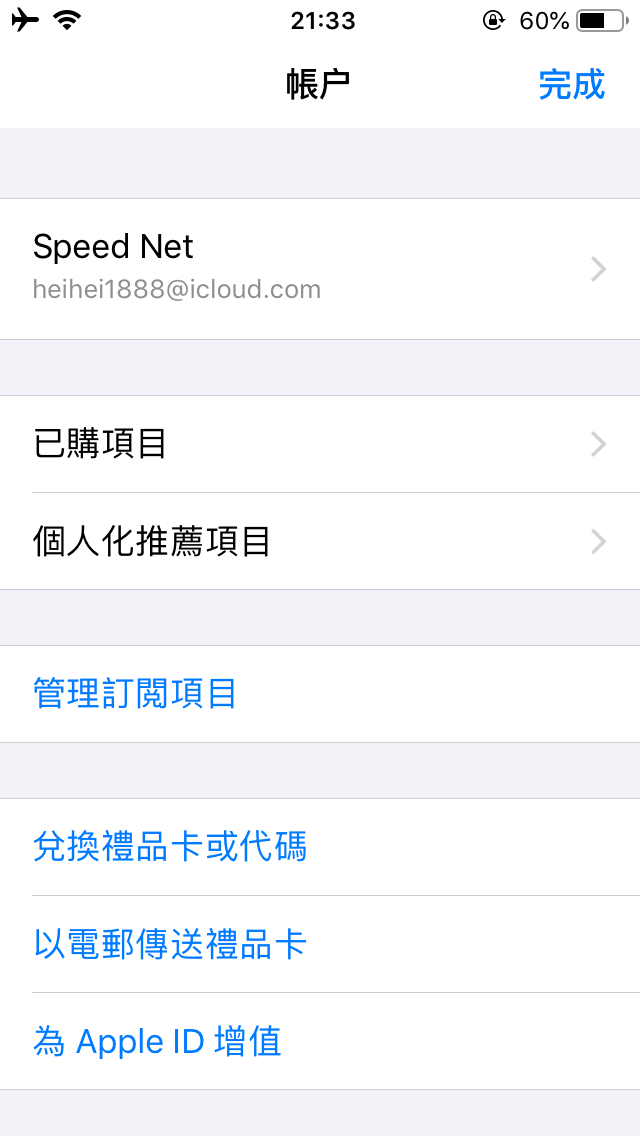 21:33
60%
帳户
完成
Speed Net
heihei1888@icloud.com
已購項目
個人化推薦項目
管理訂閱項目
兌換禮品卡或代碼
以電郵傳送禮品卡
為 Apple ID 增值